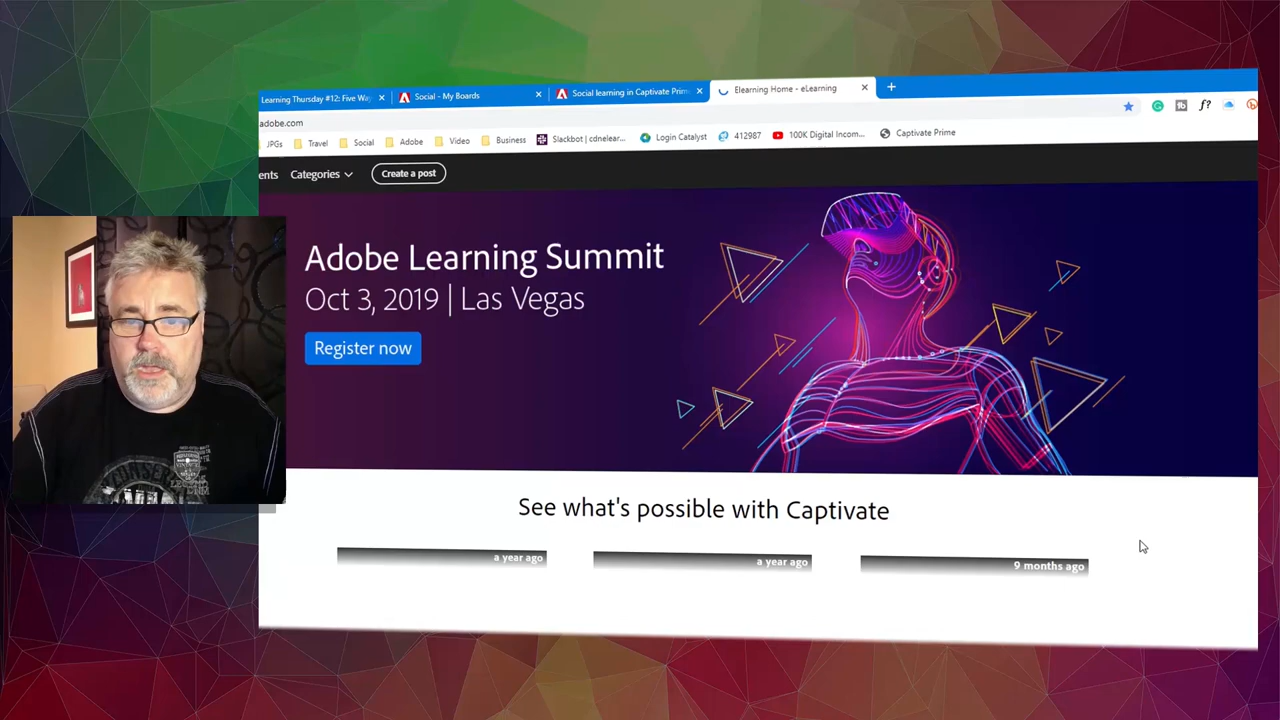 Learning Thursday #12: Five Wa
Social - My Boards
Social learning in Captivate Prim
Elearning Home - eLearning
adobe.com
JPGs
Travel
Social
Adobe
Video
Business
Slackbot | cdnelear...
Login Catalyst
412987
100K Digital Incom...
Captivate Prime
ents
Categories
Create a post
Adobe Learning Summit
Oct 3, 2019 | Las Vegas
Register now
See what's possible with Captivate
a year ago
a year ago
9 months ago